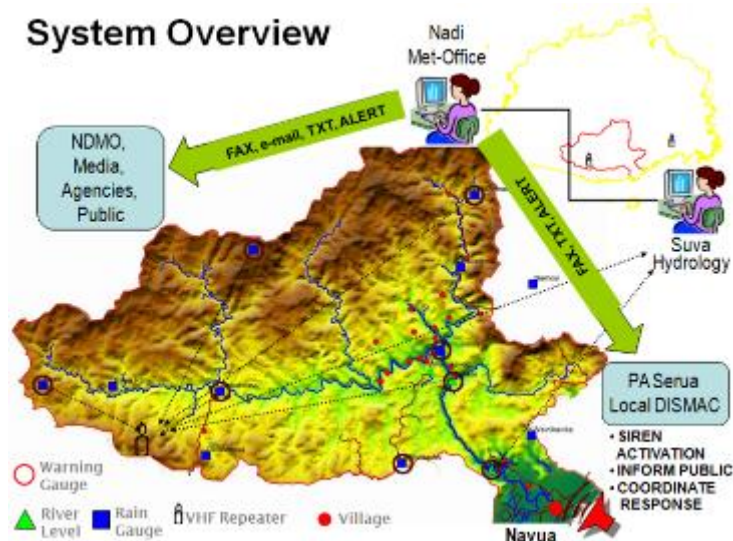 System Overview
Nadi
Met-Office
FAX, e-mail, TXT, ALERT
NDMO,
Media,
Agencies,
Public
FAX, TXT, ALERT
Suva
Hydrology
PA Serua
Local DISMAC
• SIREN
ACTIVATION
• INFORM PUBLIC
• COORDINATE
RESPONSE
Warning
Gauge
River
Level
Rain
Gauge
VHF Repeater
Village
Navua